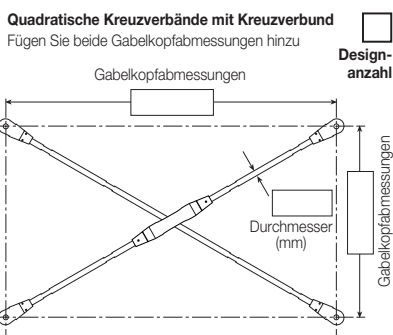 Quadratische Kreuzverbände mit Kreuzverbund
Fügen Sie beide Gabelkopfabmessungen hinzu
Design-
anzahl
Gabelkopfabmessungen
Durchmesser
(mm)
Gabelkopfabmessungen